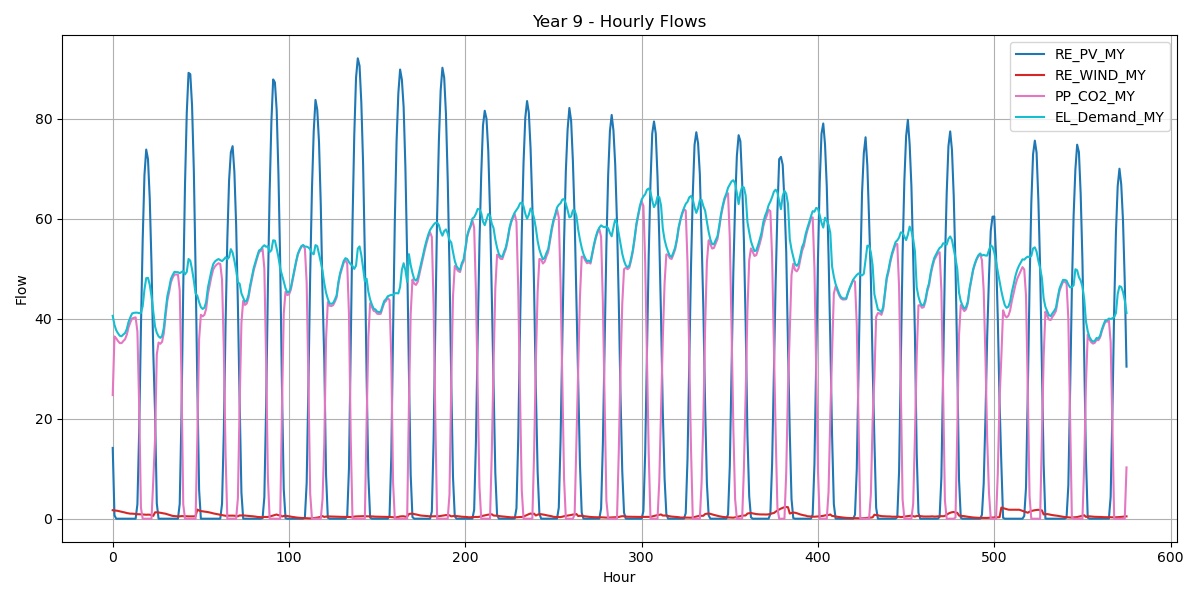 Year 9 - Hourly Flows
RE_PV_MY
RE_WIND_MY
PP_CO2_MY
EL_Demand_MY
Flow
80
60
40
20
0
0 100 200 300 400 500 600
Hour